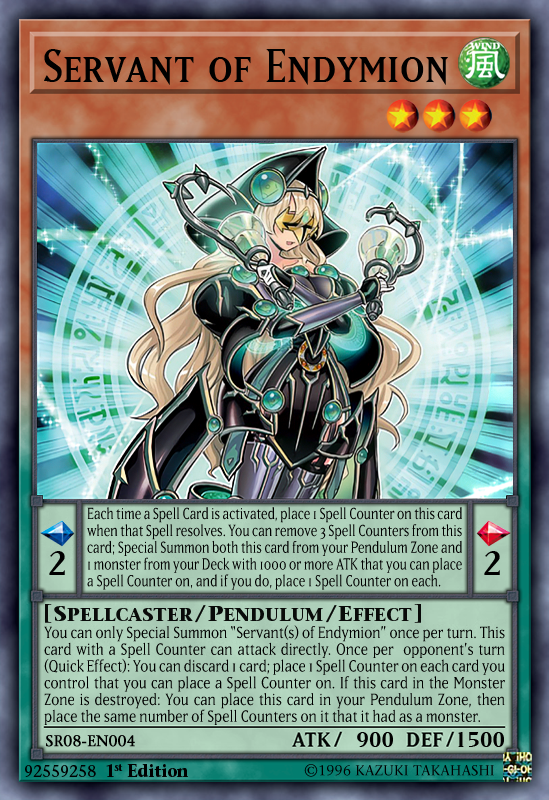 SERVANT OF ENDYMION
WIND
風
Each time a Spell Card is activated, place 1 Spell Counter on this card
when that Spell resolves. You can remove 3 Spell Counters from this
card; Special Summon both this card from your Pendulum Zone and
1 monster from your Deck with 1000 or more ATK that you can place
a Spell Counter on, and if you do, place 1 Spell Counter on each.
2
2
[SPELLCASTER/PENDULUM/EFFECT]
You can only Special Summon "Servant(s) of Endymion" once per turn. This
card with a Spell Counter can attack directly. Once per opponent's turn
(Quick Effect): You can discard 1 card; place 1 Spell Counter on each card you
control that you can place a Spell Counter on. If this card in the Monster
Zone is destroyed: You can place this card in your Pendulum Zone, then
place the same number of Spell Counters on it that it had as a monster.
SR08-EN004
ATK/ 900 DEF/1500
92559258 1st Edition
©1996 KAZUKI TAKAHASHI